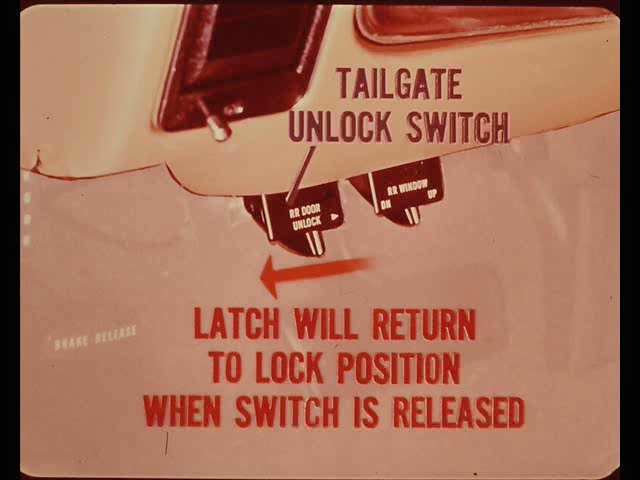 TAILGATE
UNLOCK SWITCH
RR DOOR
UNLOCK
RR WINDOW
DN UP
BRAKE RELEASE
LATCH WILL RETURN
TO LOCK POSITION
WHEN SWITCH IS RELEASED